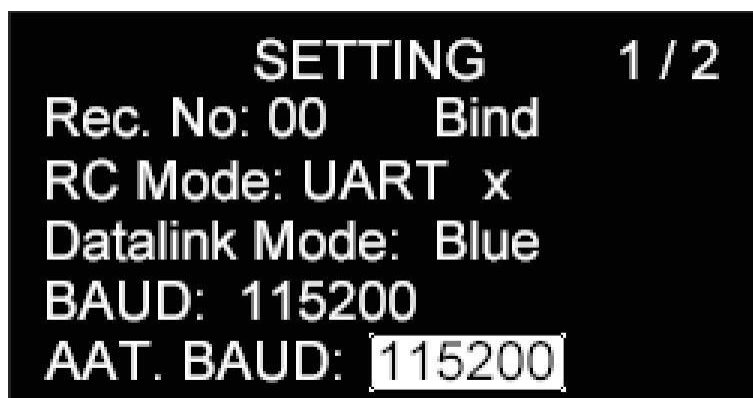 SETTING 1 / 2
Rec. No: 00 Bind
RC Mode: UART x
Datalink Mode: Blue
BAUD: 115200
AAT. BAUD: 115200